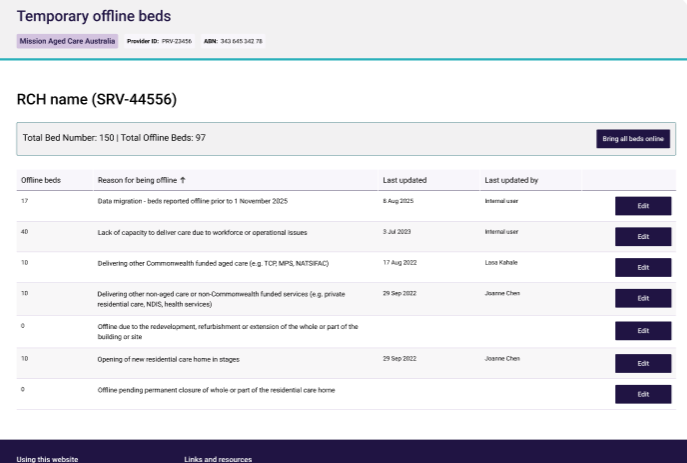 Temporary offline beds
Mission Aged Care Australia Provider ID: PRV-23456 ABN: 343 645 342 78
RCH name (SRV-44556)
Total Bed Number: 150 | Total Offline Beds: 97
Bring all beds online
Offline beds Reason for being offline ↑ Last updated Last updated by
17 Data migration - beds reported offline prior to 1 November 2025 8 Aug 2025 Internal user Edit
40 Lack of capacity to deliver care due to workforce or operational issues 3 Jul 2023 Internal user Edit
10 Delivering other Commonwealth funded aged care (e.g. TCP, MPS, NATSIFAC) 17 Aug 2022 Lasa Kahale Edit
10 Delivering other non-aged care or non-Commonwealth funded services (e.g. private 29 Sep 2022 Joanne Chen Edit
residential care, NDIS, health services)
0 Offline due to the redevelopment, refurbishment or extension of the whole or part of the Edit
building or site
10 Opening of new residential care home in stages 29 Sep 2022 Joanne Chen Edit
0 Offline pending permanent closure of whole or part of the residential care home Edit
Using this website Links and resources